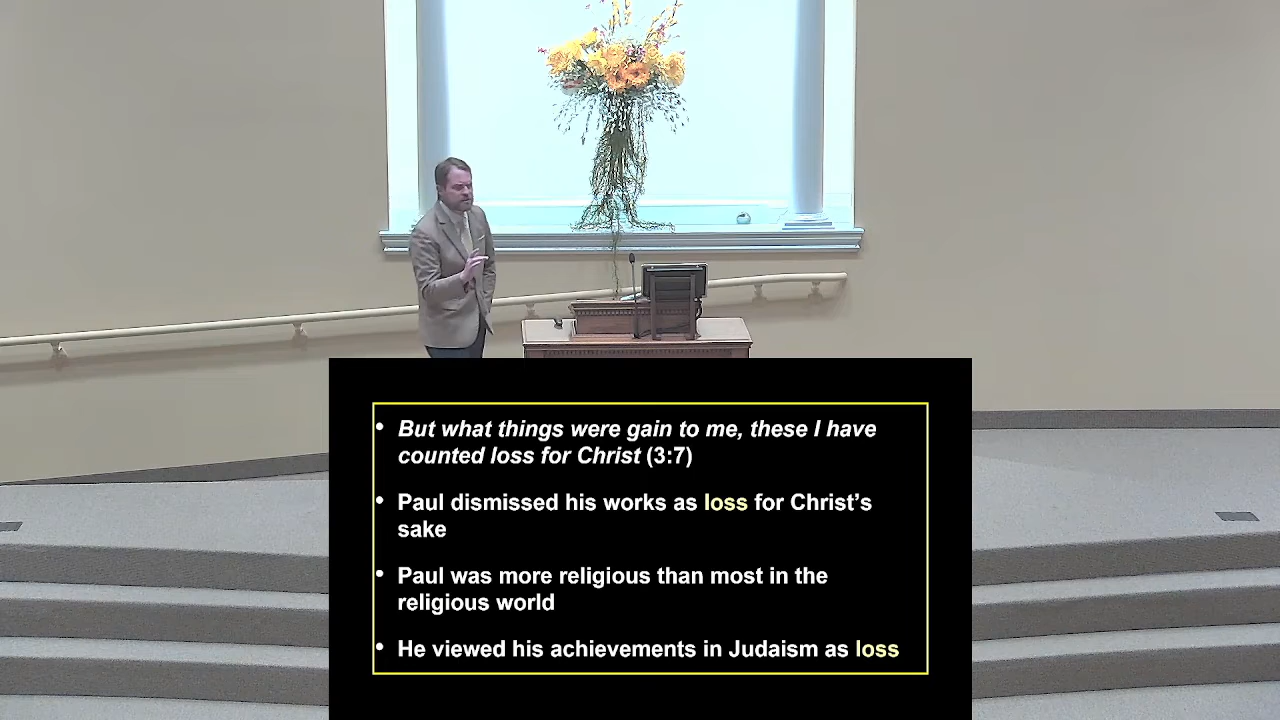 • But what things were gain to me, these I have
counted loss for Christ (3:7)
• Paul dismissed his works as loss for Christ’s
sake
• Paul was more religious than most in the
religious world
• He viewed his achievements in Judaism as loss